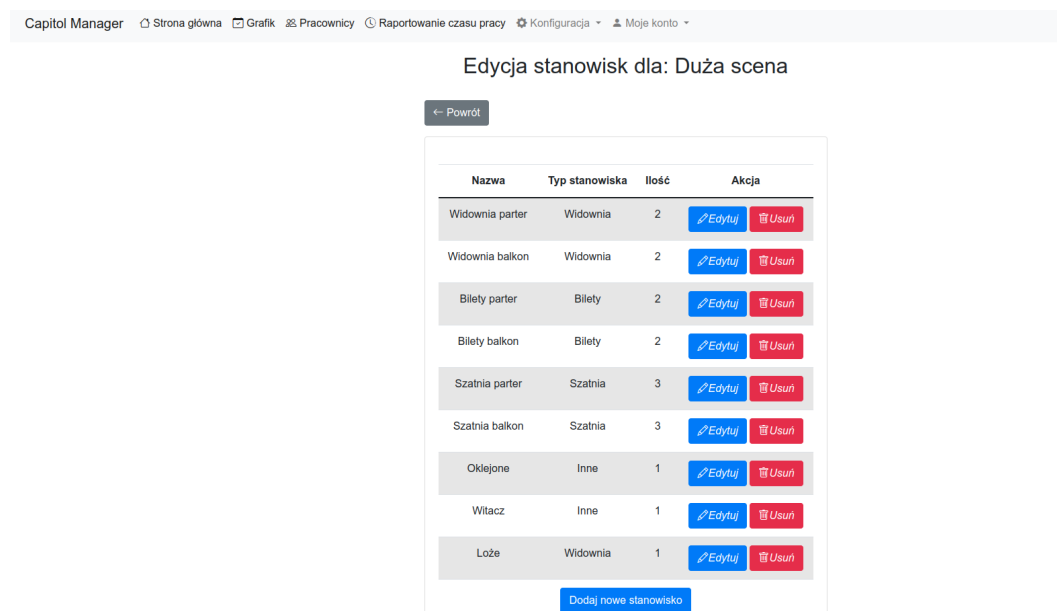 Capitol Manager Strona główna Grafik Pracownicy Raportowanie czasu pracy Konfiguracja Moje konto
Edycja stanowisk dla: Duża scena
← Powrót
Nazwa Typ stanowiska Ilość Akcja
Widownia parter Widownia 2 Edytuj Usuń
Widownia balkon Widownia 2 Edytuj Usuń
Bilety parter Bilety 2 Edytuj Usuń
Bilety balkon Bilety 2 Edytuj Usuń
Szatnia parter Szatnia 3 Edytuj Usuń
Szatnia balkon Szatnia 3 Edytuj Usuń
Oklejone Inne 1 Edytuj Usuń
Witacz Inne 1 Edytuj Usuń
Loże Widownia 1 Edytuj Usuń
Dodaj nowe stanowisko